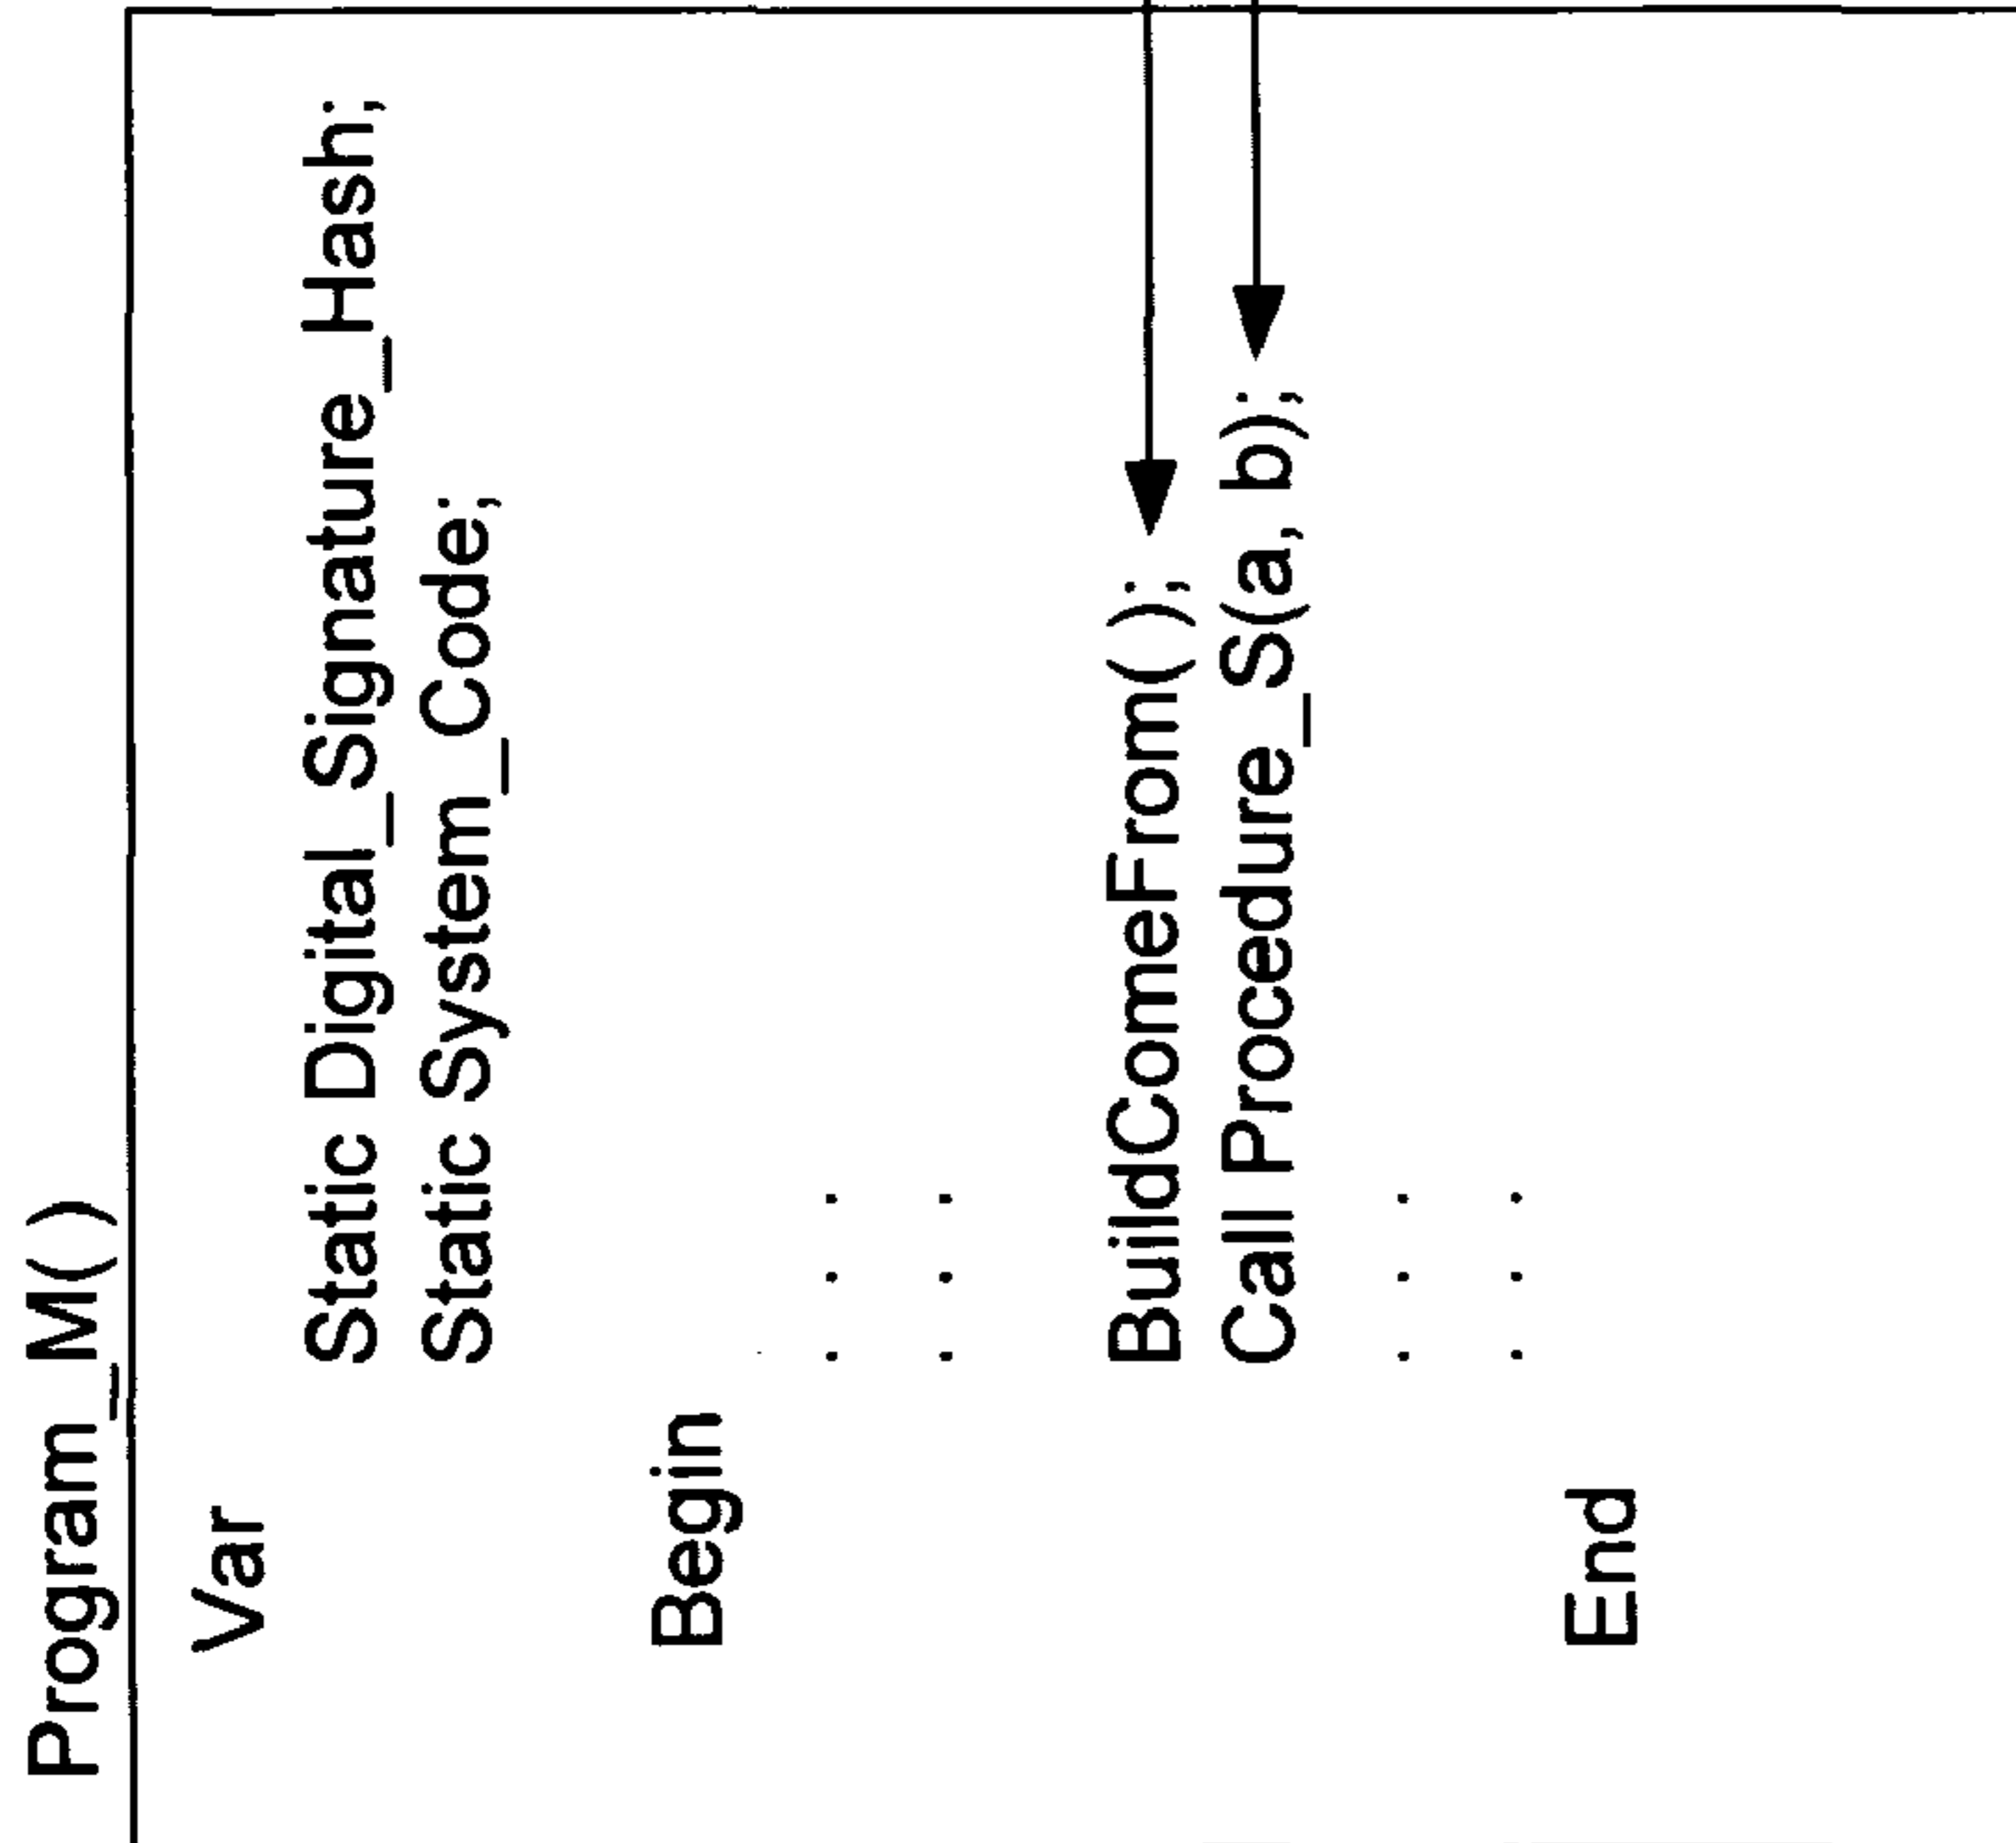 Program_M( )
Var
Static Digital_Signature_Hash;
Static System_Code;
Begin
. . .
. . .
BuildComeFrom( );
Call Procedure_S(a, b);
. . .
. . .
End